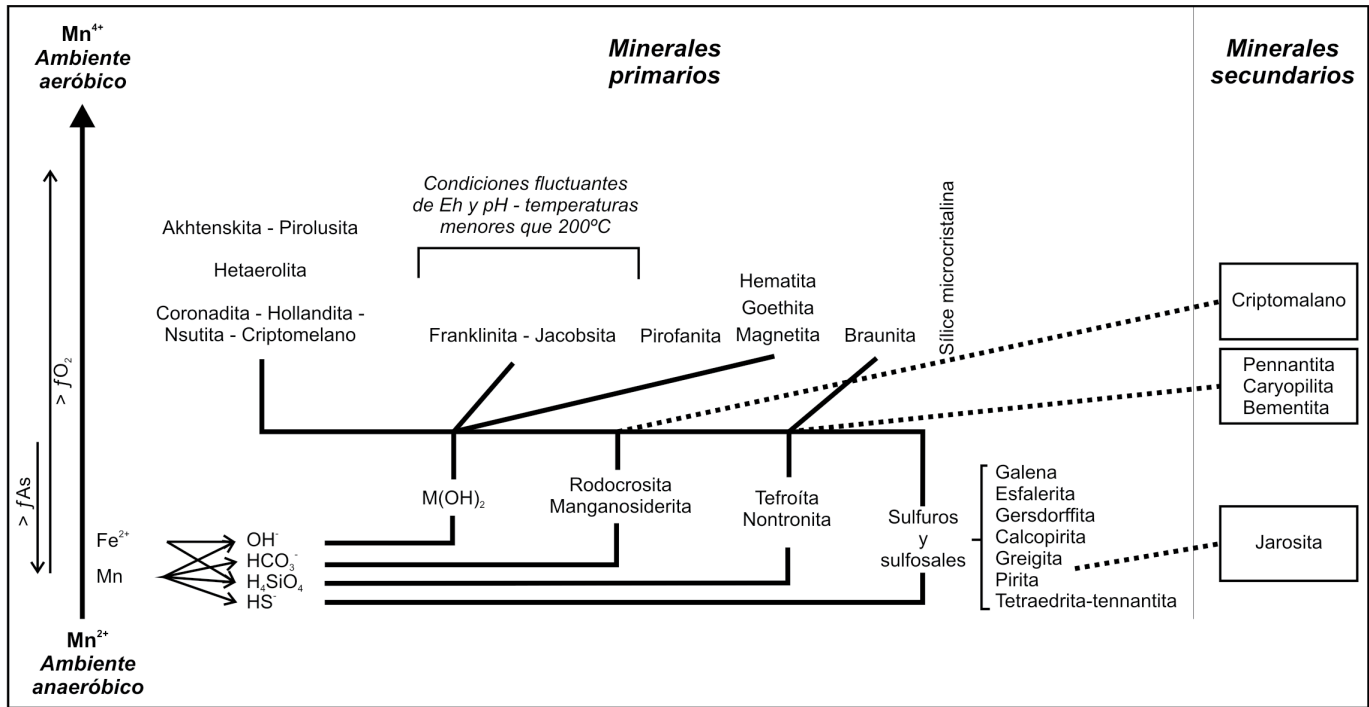 Mn4+
Ambiente
aeróbico
Minerales
primarios
Minerales
secundarios
> ƒO2
> ƒAs
Condiciones fluctuantes
de Eh y pH - temperaturas
menores que 200ºC
Akhtenskita - Pirolusita
Hetaerolita
Coronadita - Hollandita -
Nsutita - Criptomelano
Franklinita - Jacobsita
Pirofanita
Hematita
Goethita
Magnetita
Braunita
Sílice microcristalina
Criptomalano
Pennantita
Caryopilita
Bementita
M(OH)2
Rodocrosita
Manganosiderita
Tefroíta
Nontronita
Sulfuros
y
sulfosales
Galena
Esfalerita
Gersdorffita
Calcopirita
Greigita
Pirita
Tetraedrita-tennantita
Jarosita
Fe2+
Mn
OH-
HCO3-
H4SiO4
HS-
Mn2+
Ambiente
anaeróbico